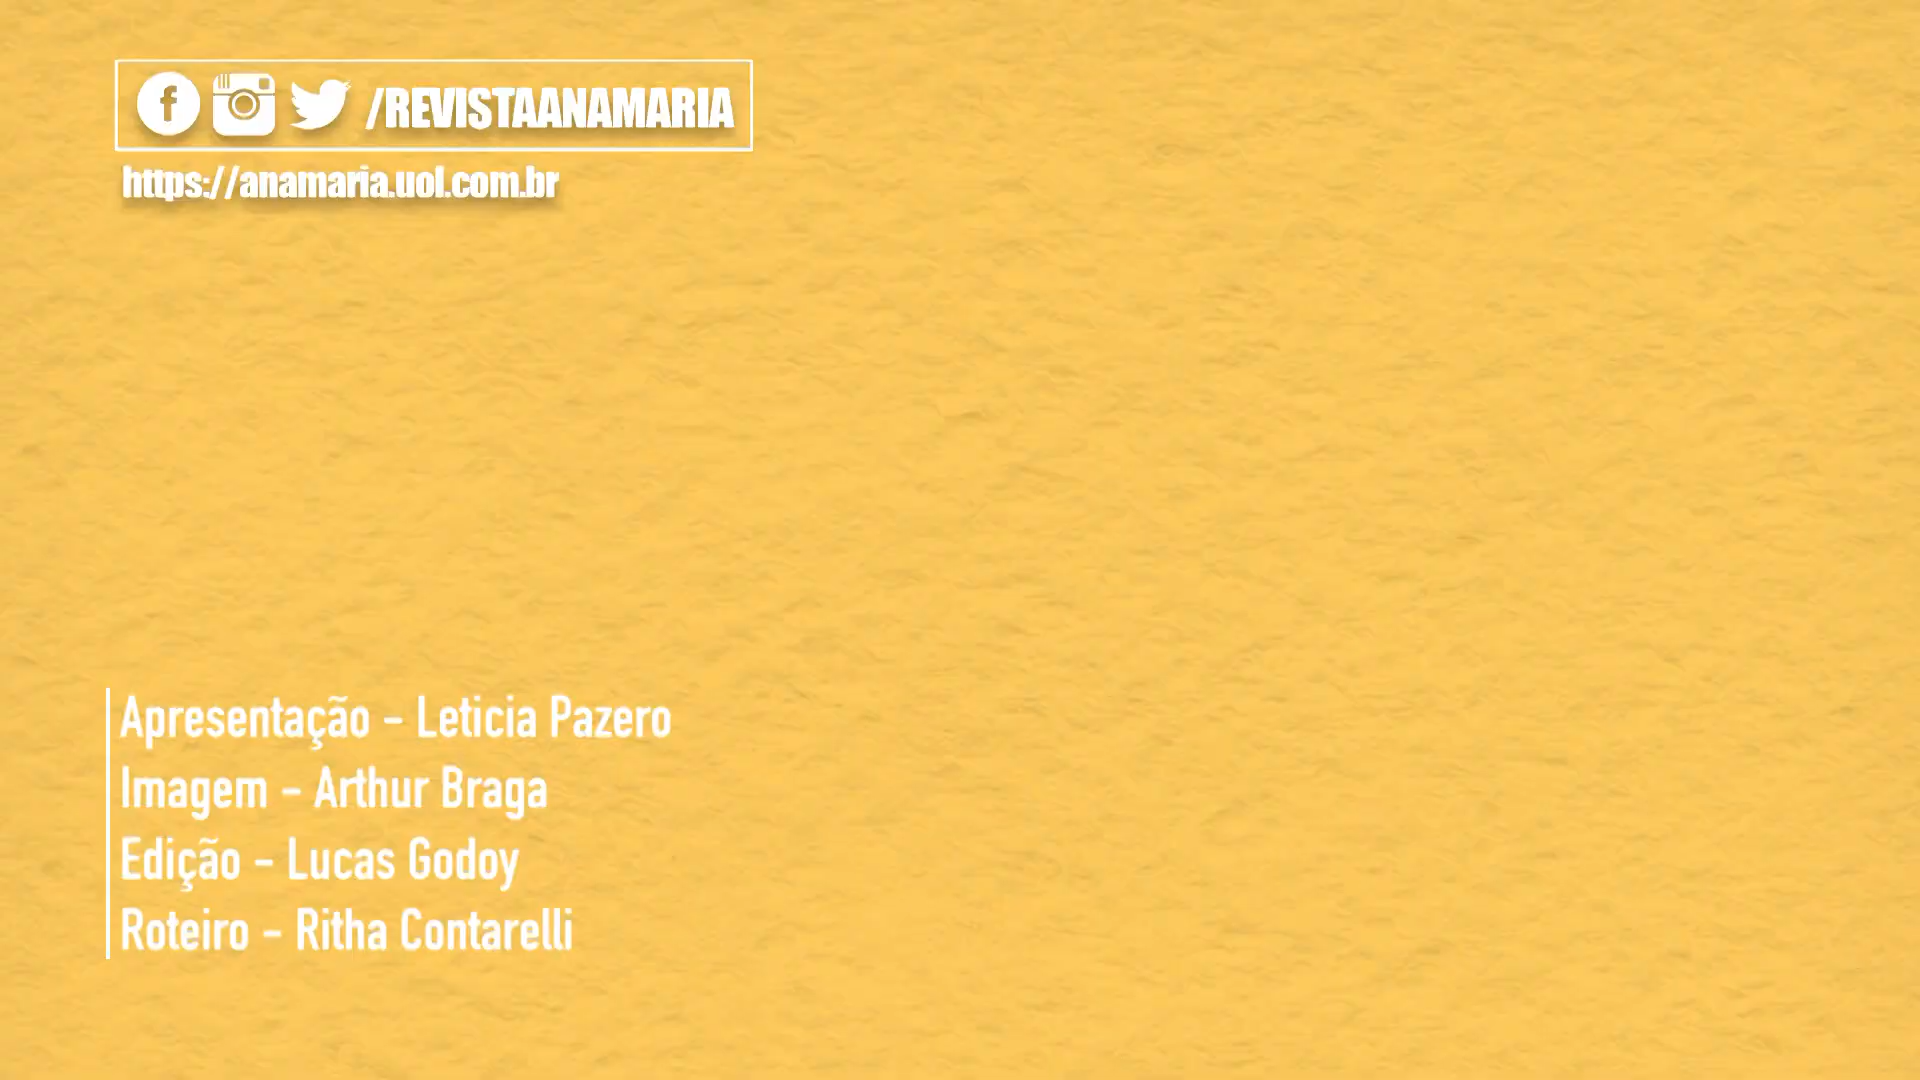 /REVISTAANAMARIA
https://anamaria.uol.com.br
Apresentação - Leticia Pazero
Imagem - Arthur Braga
Edição - Lucas Godoy
Roteiro - Ritha Contarelli